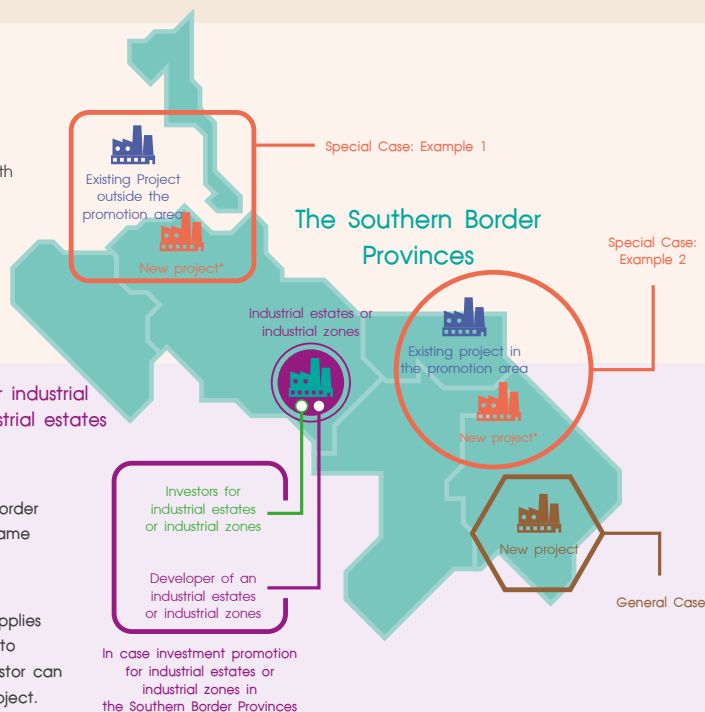 th
Existing Project
outside the
promotion area
New project*
Special Case: Example 1
The Southern Border
Provinces
Special Case:
Example 2
Industrial estates or
industrial zones
Existing project in
the promotion area
New project*
r industrial
strial estates
Investors for
industrial estates
or industrial zones
New project
General Case
order
ame
Developer of an
industrial estates
or industrial zones
pplies
to
stor can
oject.
In case investment promotion
for industrial estates or
industrial zones in
the Southern Border Provinces